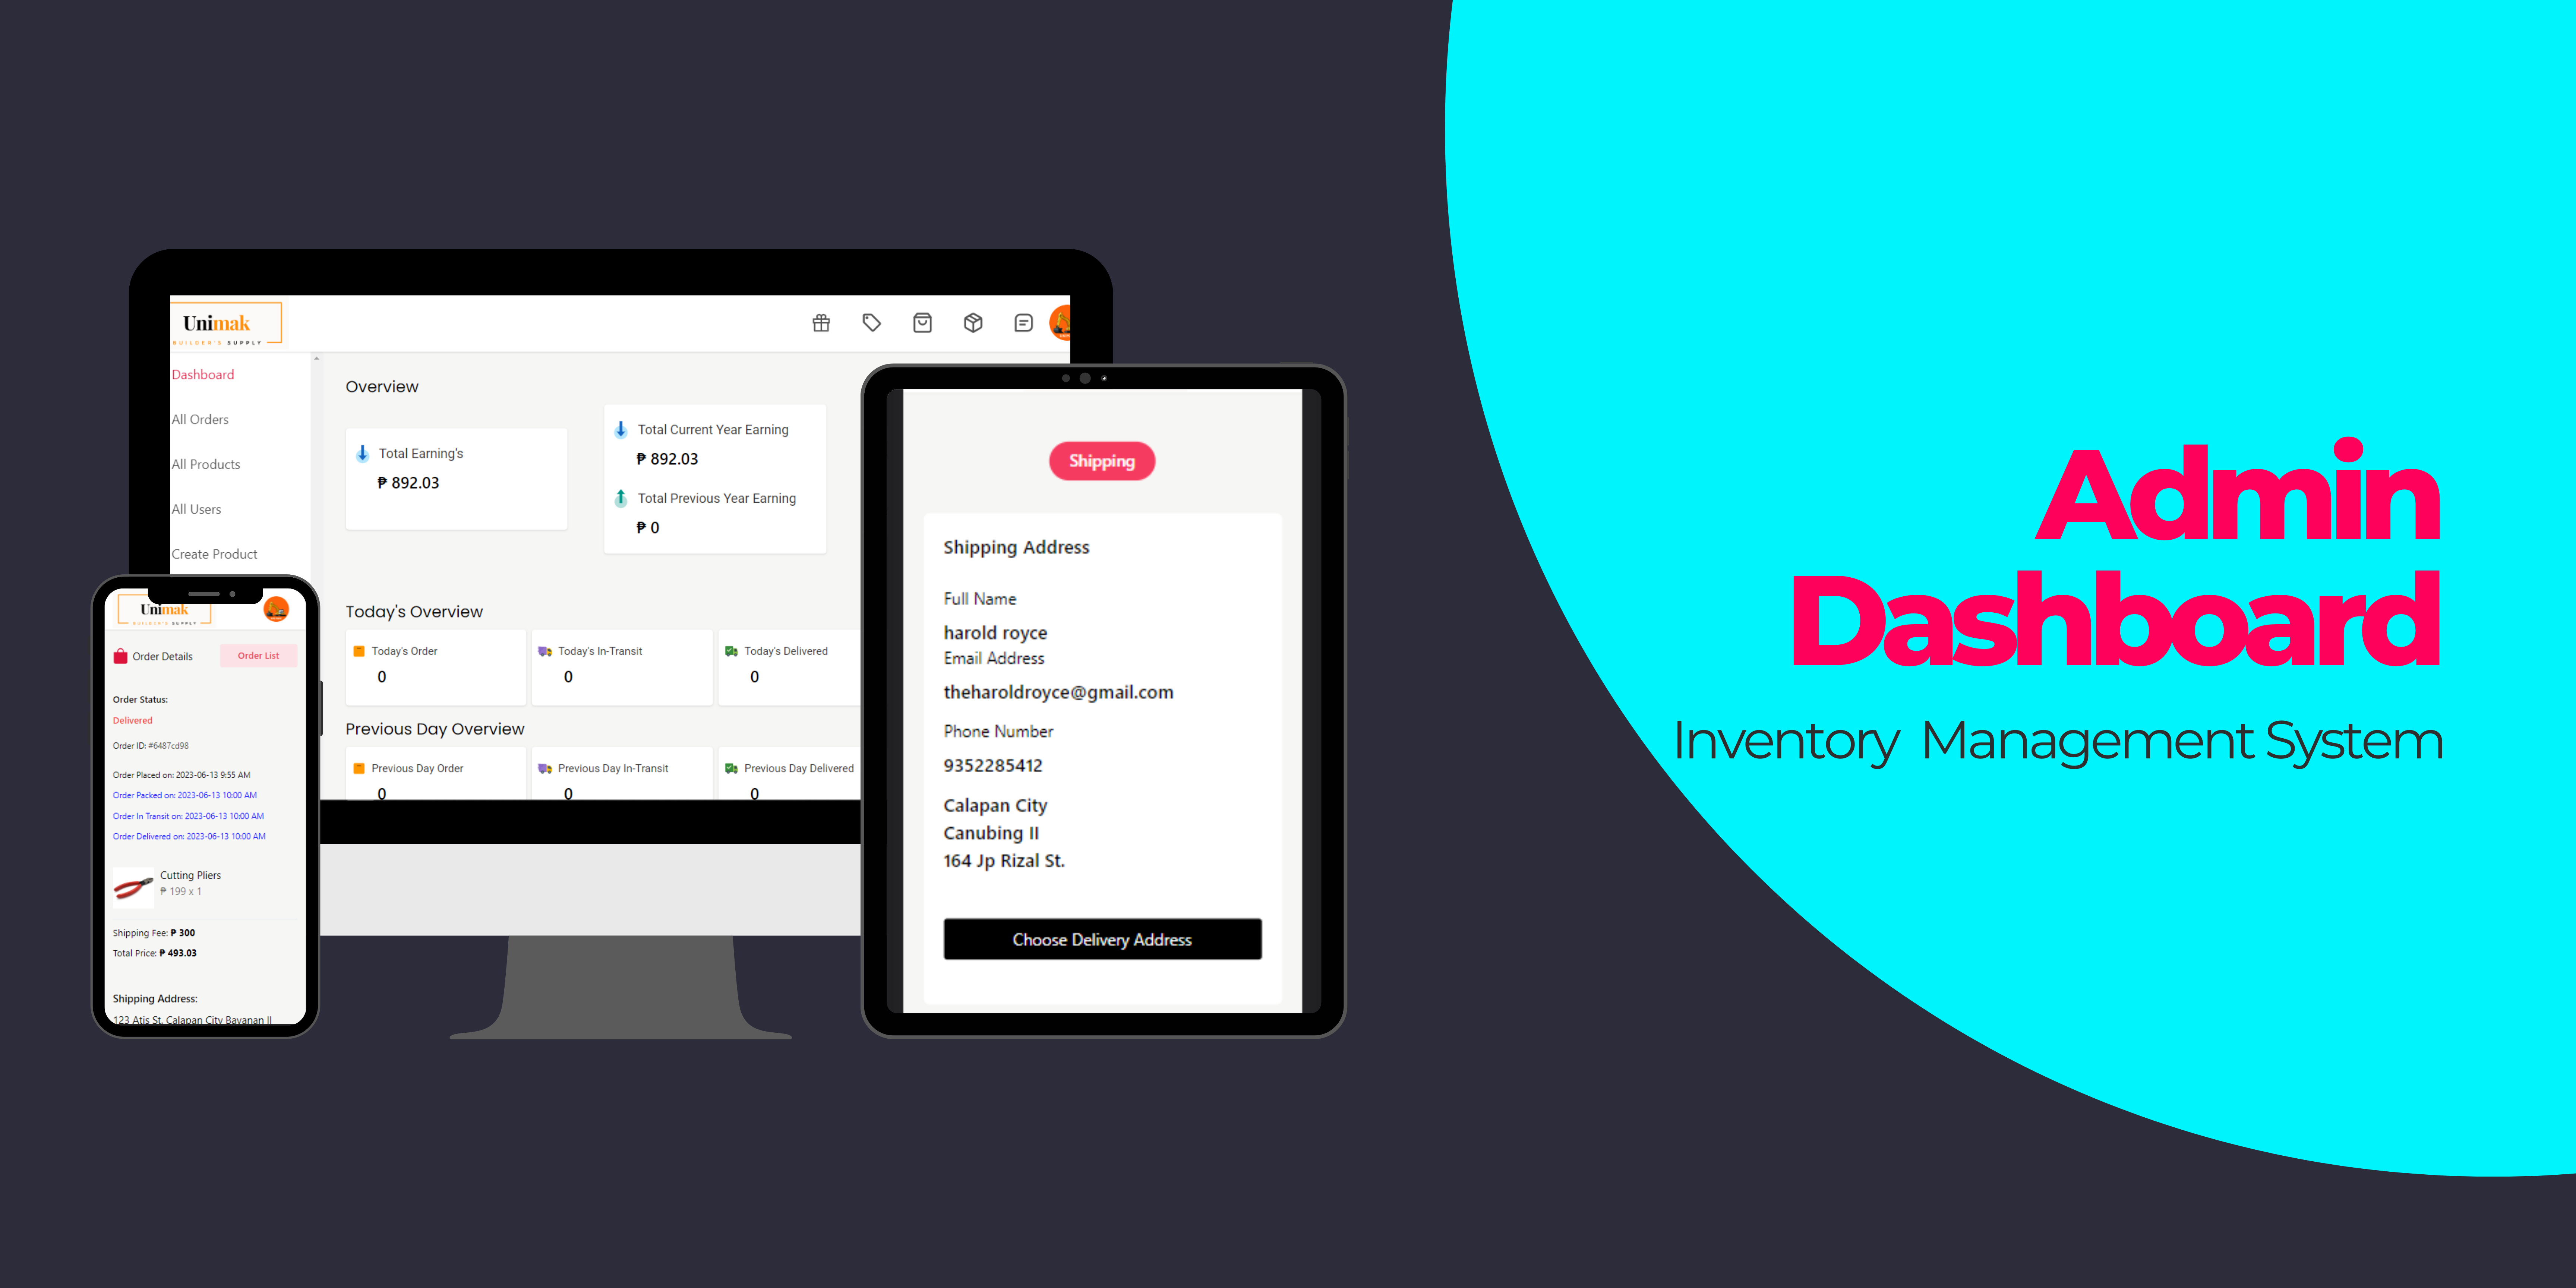 Unimak
BUILDER'S SUPPLY
Dashboard
All Orders
All Products
All Users
Create Product
Overview
Total Earning's
₱ 892.03
Total Current Year Earning
₱ 892.03
Total Previous Year Earning
₱ 0
Today's Overview
Today's Order
0
Today's In-Transit
0
Today's Delivered
0
Previous Day Overview
Previous Day Order
0
Previous Day In-Transit
0
Previous Day Delivered
0
Unimak
BUILDER'S SUPPLY
Order Details
Order List
Order Status:
Delivered
Order ID: #6487cd98
Order Placed on: 2023-06-13 9:55 AM
Order Packed on: 2023-06-13 10:00 AM
Order In Transit on: 2023-06-13 10:00 AM
Order Delivered on: 2023-06-13 10:00 AM
Cutting Pliers
₱ 199 x 1
Shipping Fee: ₱ 300
Total Price: ₱ 493.03
Shipping Address:
123 Atis St. Calapan City Bayanan II
Shipping
Shipping Address
Full Name
harold royce
Email Address
theharoldroyce@gmail.com
Phone Number
9352285412
Calapan City
Canubing II
164 Jp Rizal St.
Choose Delivery Address
Admin
Dashboard
Inventory Management System